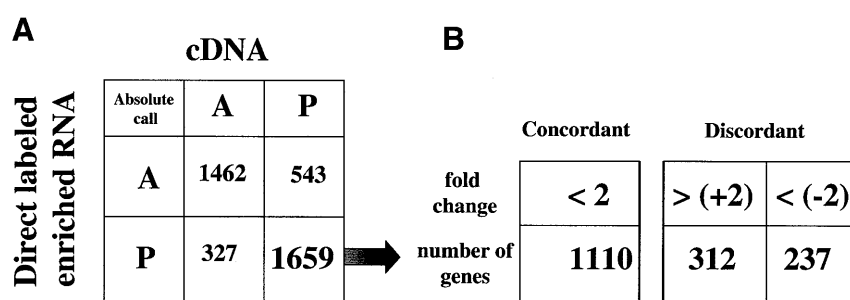 A
B
cDNA
Direct labeled
enriched RNA
Absolute
call
A
P
A
1462
543
P
327
1659
Concordant
Discordant
fold
change
< 2
> (+2)
< (-2)
number of
genes
1110
312
237